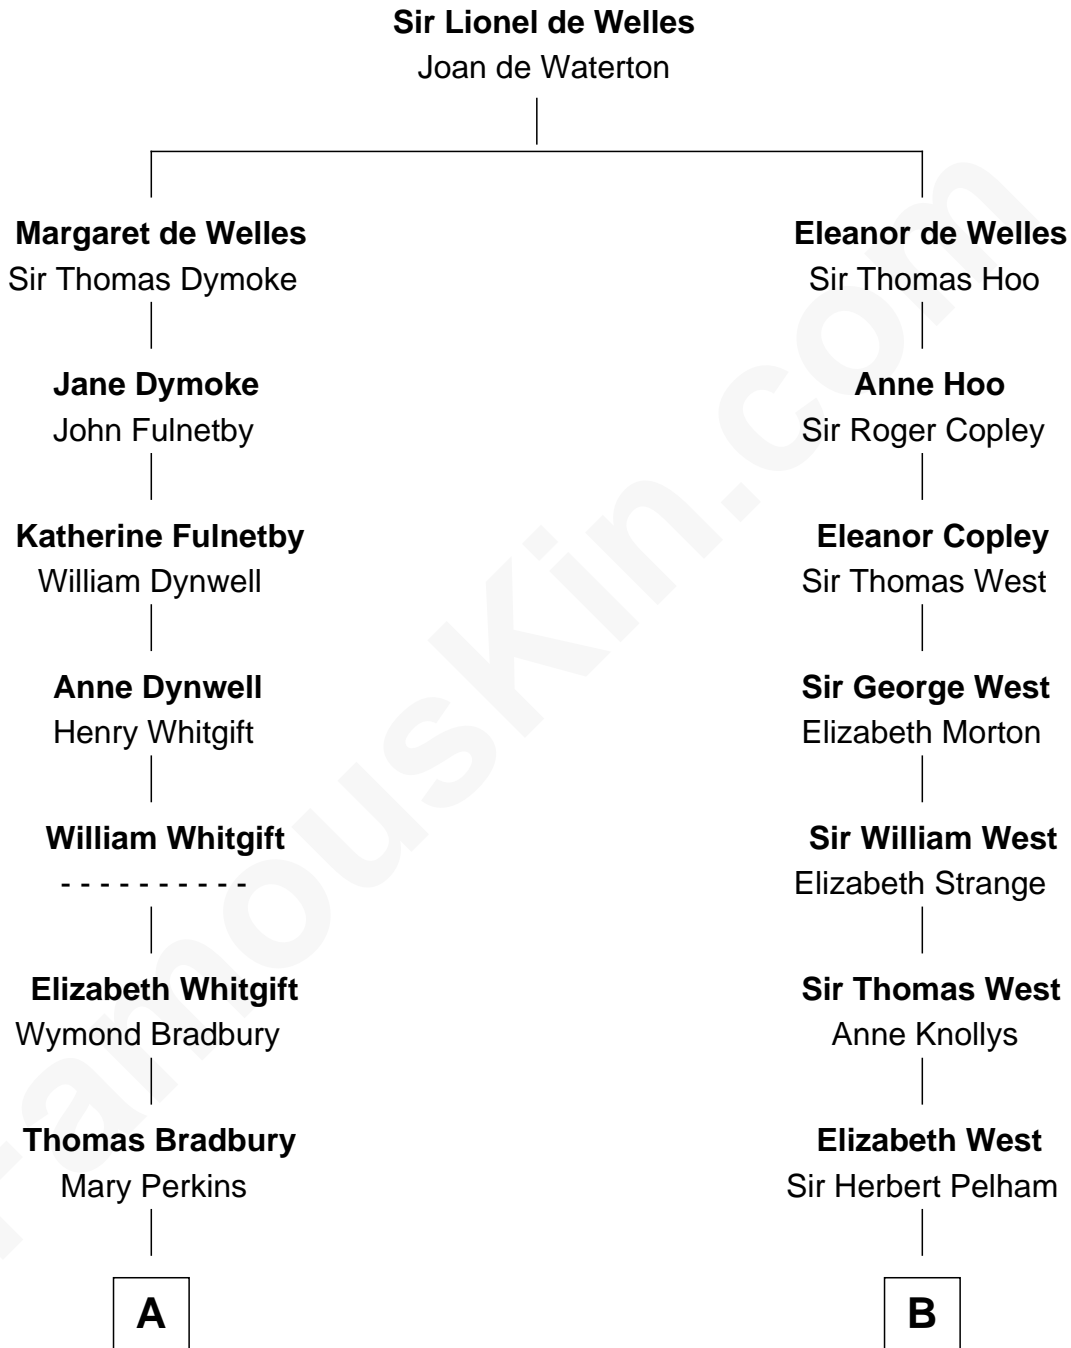 Sir Lionel de Welles
Joan de Waterton
Margaret de Welles
Sir Thomas Dymoke
Eleanor de Welles
Sir Thomas Hoo
Jane Dymoke
John Fulnetby
Anne Hoo
Sir Roger Copley
Katherine Fulnetby
William Dynwell
Eleanor Copley
Sir Thomas West
Anne Dynwell
Henry Whitgift
Sir George West
Elizabeth Morton
William Whitgift
- - - - - - - - - -
Sir William West
Elizabeth Strange
Elizabeth Whitgift
Wymond Bradbury
Sir Thomas West
Anne Knollys
Thomas Bradbury
Mary Perkins
Elizabeth West
Sir Herbert Pelham
A
B
FamousKin.com